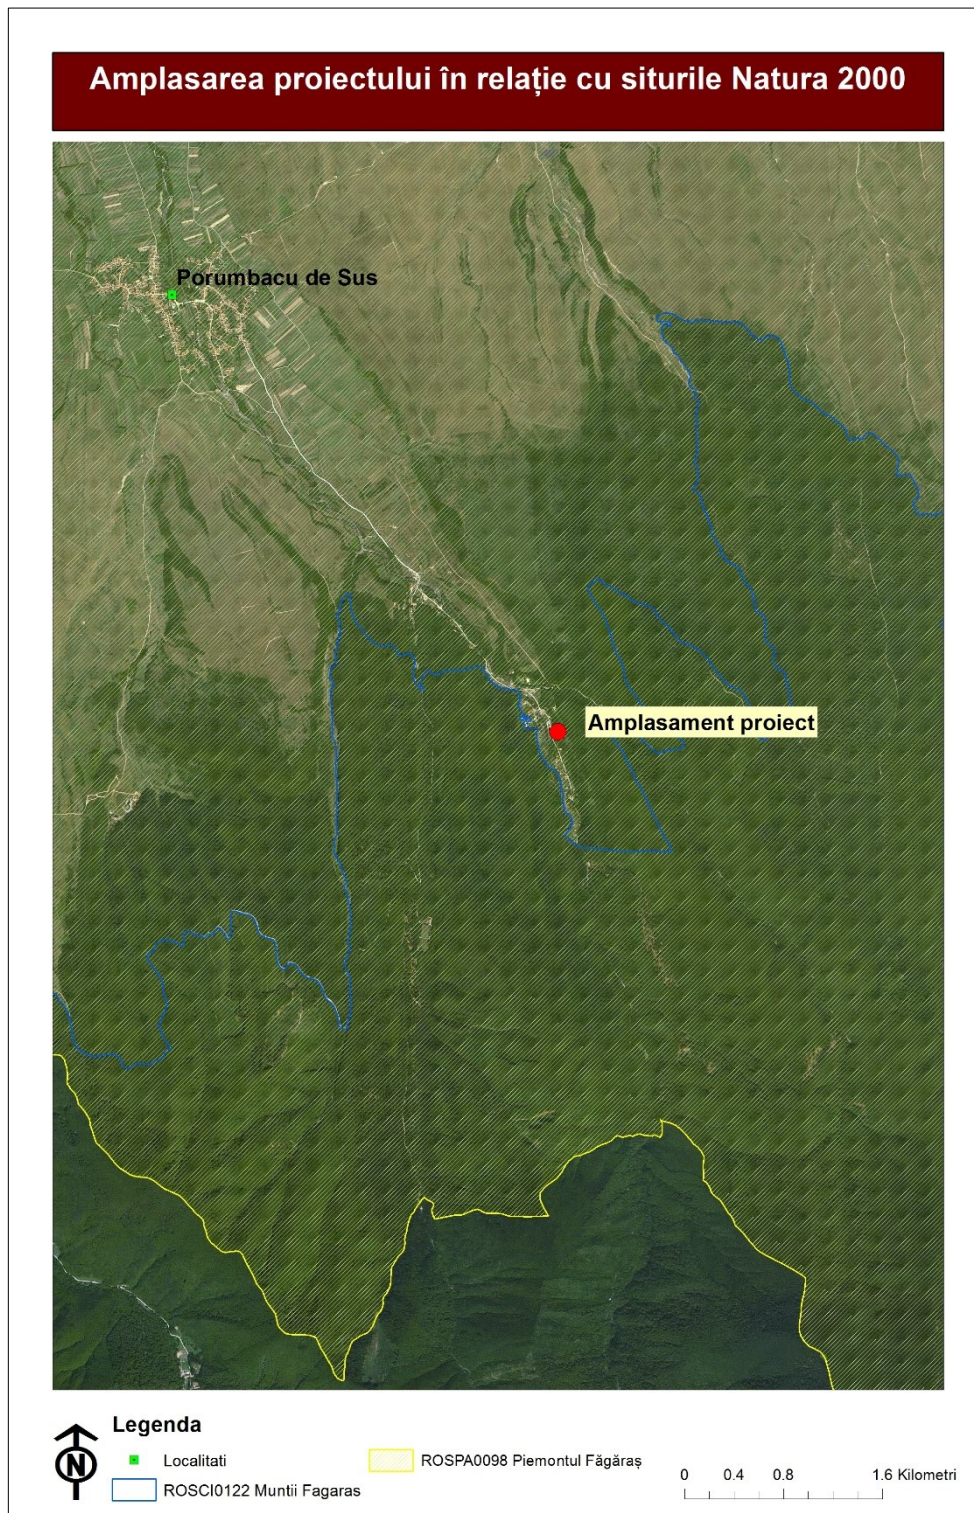 Amplasarea proiectului în relație cu siturile Natura 2000
Porumbacu de Sus
Amplasament proiect
Legenda
N
Localitati
ROSPA0098 Piemontul Făgăraș
ROSCI0122 Muntii Fagaras
0 0.4 0.8 1.6 Kilometri